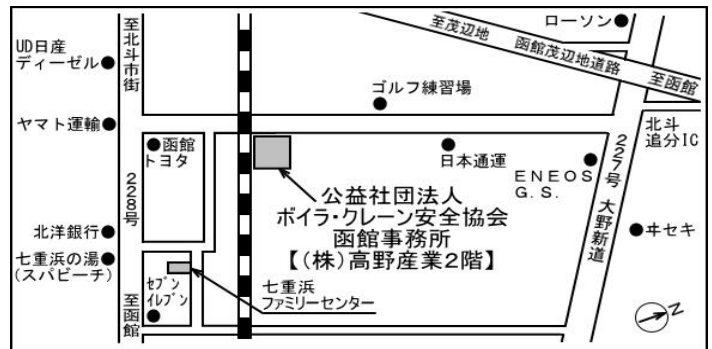 UD日産
ディーゼル
至北斗市街
ローソン
至茂辺地
函館茂辺地道路
至函館
ゴルフ練習場
ヤマト運輸
函館
トヨタ
日本通運
ENEOS
G.S.
北斗
追分IC
227号 大野新道
228号
公益社団法人
ボイラ・クレーン安全協会
函館事務所
【(株)高野産業2階】
北洋銀行
七重浜の湯
(スパビーチ)
ヰセキ
セブン
イレブン
七重浜
ファミリーセンター
至函館
N